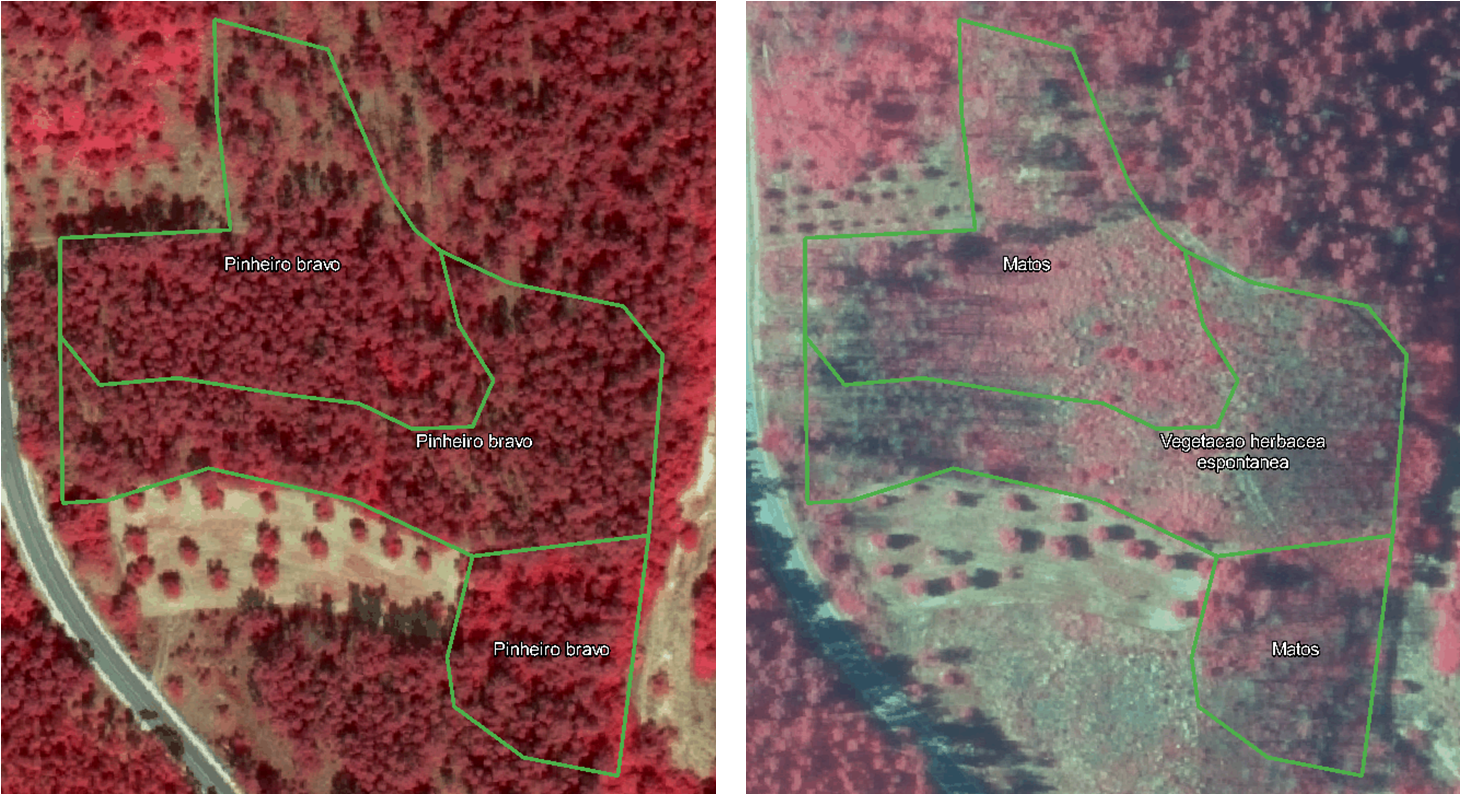 Pinheiro bravo
Pinheiro bravo
Pinheiro bravo
Matos
Vegetacao herbacea
espontanea
Matos